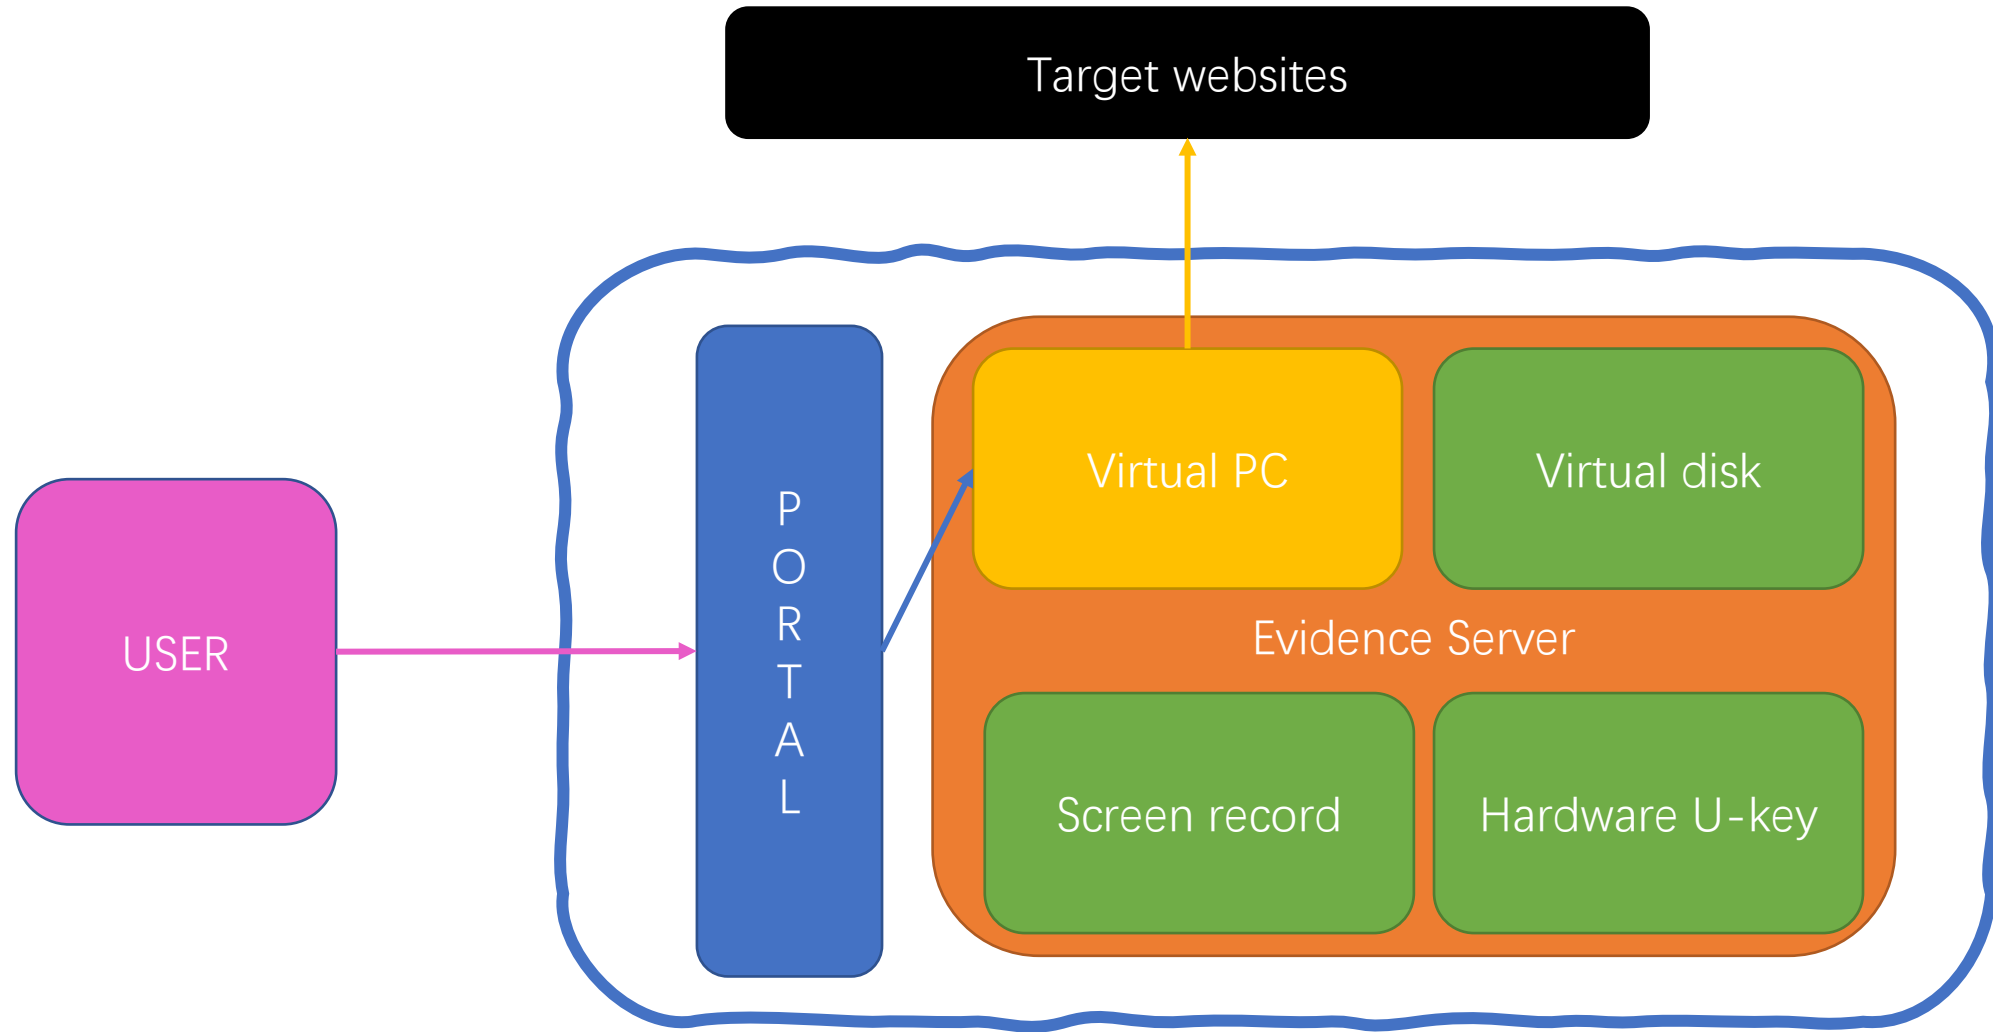 Target websites
Virtual PC
Virtual disk
P
O
R
T
A
L
USER
Evidence Server
Screen record
Hardware U-key